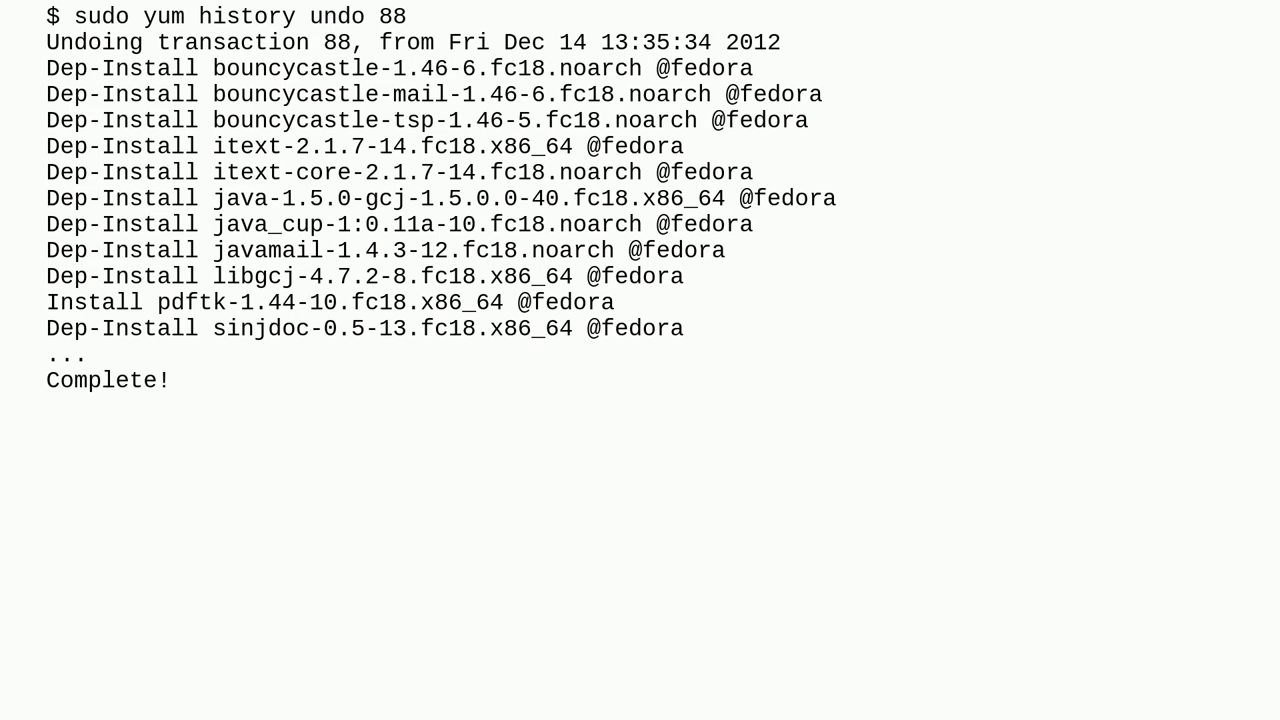 $ sudo yum history undo 88
Undoing transaction 88, from Fri Dec 14 13:35:34 2012
Dep-Install bouncycastle-1.46-6.fc18.noarch @fedora
Dep-Install bouncycastle-mail-1.46-6.fc18.noarch @fedora
Dep-Install bouncycastle-tsp-1.46-5.fc18.noarch @fedora
Dep-Install itext-2.1.7-14.fc18.x86_64 @fedora
Dep-Install itext-core-2.1.7-14.fc18.noarch @fedora
Dep-Install java-1.5.0-gcj-1.5.0.0-40.fc18.x86_64 @fedora
Dep-Install java_cup-1:0.11a-10.fc18.noarch @fedora
Dep-Install javamail-1.4.3-12.fc18.noarch @fedora
Dep-Install libgcj-4.7.2-8.fc18.x86_64 @fedora
Install pdftk-1.44-10.fc18.x86_64 @fedora
Dep-Install sinjdoc-0.5-13.fc18.x86_64 @fedora
...
Complete!